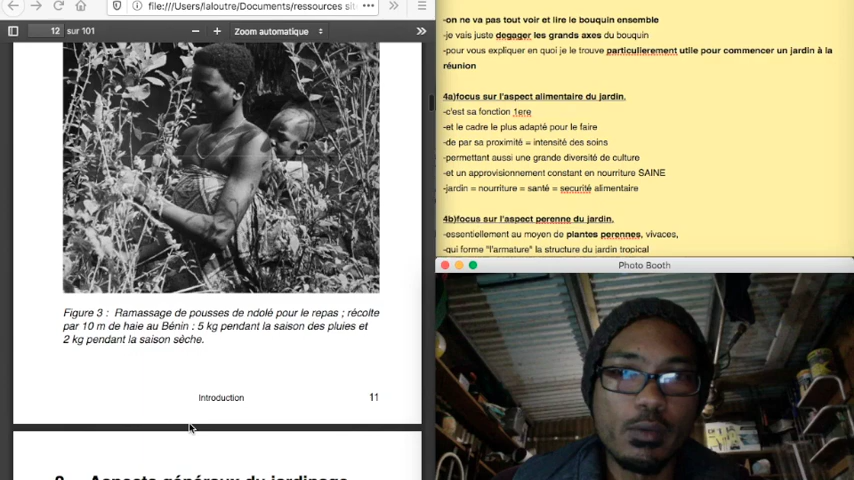 file:///Users/laloutre/Documents/ressources sit
12 sur 101
Zoom automatique
Figure 3 : Ramassage de pousses de ndolé pour le repas ; récolte
par 10 m de haie au Bénin : 5 kg pendant la saison des pluies et
2 kg pendant la saison sèche.
Introduction 11
Aspects généraux du jardinage
-on ne va pas tout voir et lire le bouquin ensemble
-je vais juste degager les grands axes du bouquin
-pour vous expliquer en quoi je le trouve particulierement utile pour commencer un jardin à la
réunion
4a)focus sur l'aspect alimentaire du jardin.
-c'est sa fonction 1ere
-et le cadre le plus adapté pour le faire
-de par sa proximité = intensité des soins
-permettant aussi une grande diversité de culture
-et un approvisionnement constant en nourriture SAINE
-jardin = nourriture = santé = securité alimentaire
4b)focus sur l'aspect perenne du jardin.
-essentiellement au moyen de plantes perennes, vivaces,
-qui forme "l'armature" la structure du jardin tropical
Photo Booth